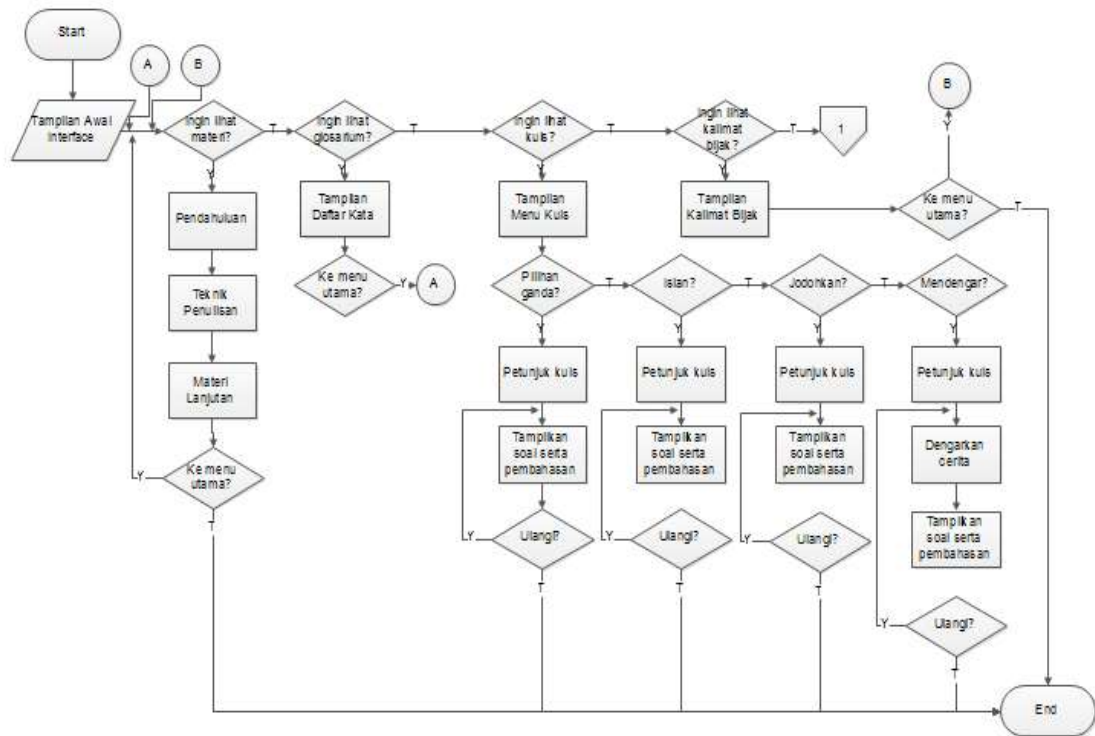 Start
A
B
B
Tampilan Awal
Interface
Ingin lihat
materi?
T
Ingin lihat
glosarium?
T
Ingin lihat
kuis?
T
Ingin lihat
kalimat
bijak?
T
1
Y
Y
Y
Y
Y
Pendahuluan
Tampilan
Daftar Kata
Tampilan
Menu Kuis
Tampilan
Kalimat Bijak
Ke menu
utama?
T
Teknik
Penulisan
Ke menu
utama?
Y
A
Pilihan
ganda?
T
Isian?
T
Jodohkan?
T
Mendengar?
Y
Y
Y
Y
Materi
Lanjutan
Petunjuk kuis
Petunjuk kuis
Petunjuk kuis
Petunjuk kuis
Ke menu
utama?
Y
T
Tampilkan
soal serta
pembahasan
Tampilkan
soal serta
pembahasan
Tampilkan
soal serta
pembahasan
Dengarkan
cerita
Tampilkan
soal serta
pembahasan
Y
Ulangi?
T
Y
Ulangi?
T
Y
Ulangi?
T
Y
Ulangi?
T
End